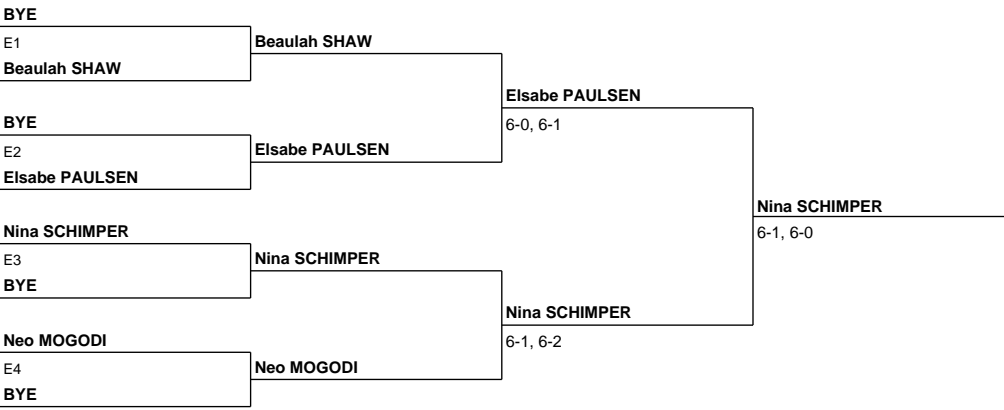 BYE
E1
Beaulah SHAW
Beaulah SHAW
BYE
E2
Elsabe PAULSEN
Elsabe PAULSEN
Elsabe PAULSEN
6-0, 6-1
Nina SCHIMPER
E3
BYE
Nina SCHIMPER
Neo MOGODI
E4
BYE
Neo MOGODI
Nina SCHIMPER
6-1, 6-2
Nina SCHIMPER
6-1, 6-0